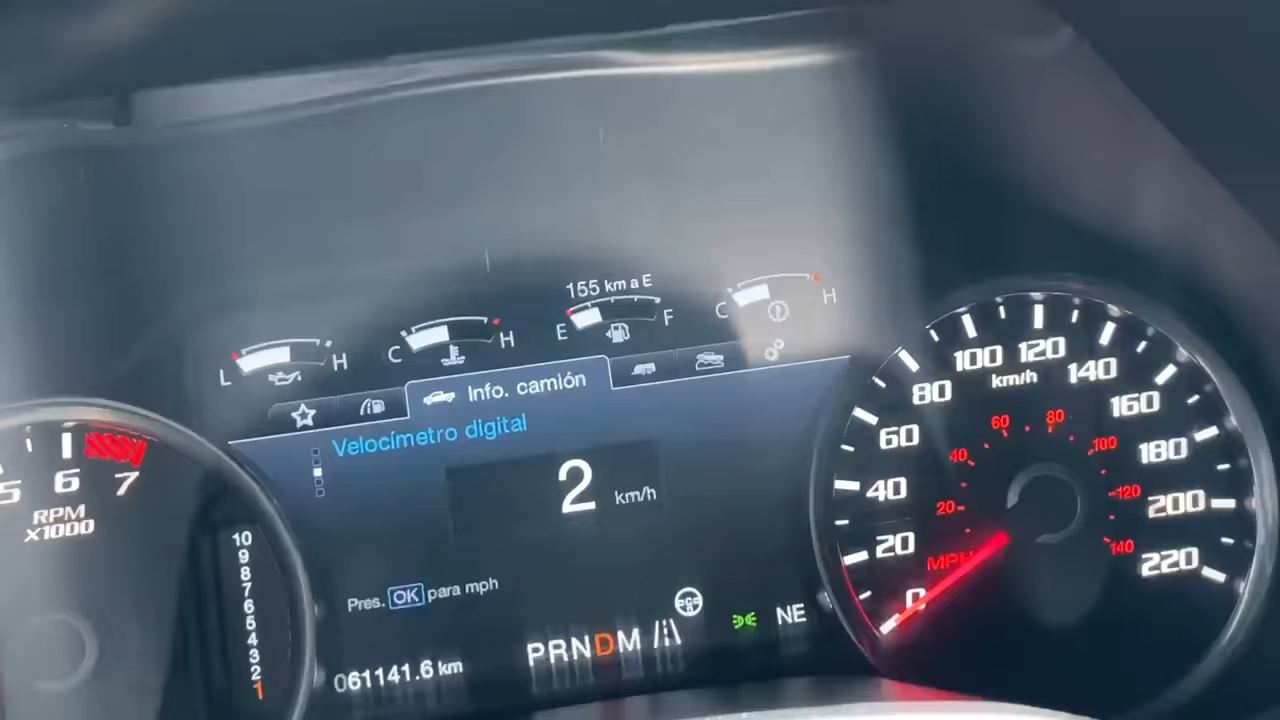 155 km a E
L H
C H
E F
C H
Info. camión
Velocímetro digital
2 km/h
Pres. OK para mph
PRNDM
NE
061141.6 km
5 6 7
RPM
X1000
10
9
8
7
6
5
4
3
2
1
0 20 40 60 80 100 120 140 160 180 200 220
km/h
20 40 60 80 100 120 140
MPH